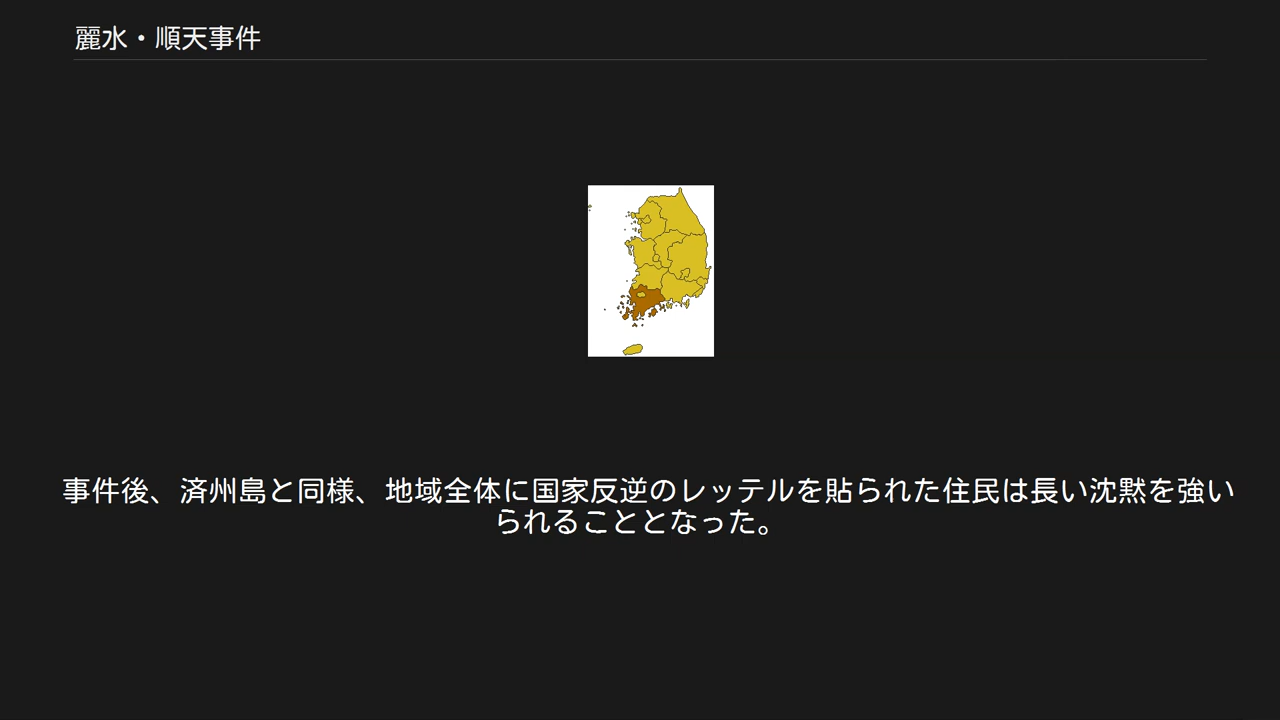 麗水・順天事件
事件後、済州島と同様、地域全体に国家反逆のレッテルを貼られた住民は長い沈黙を強い
られることとなった。